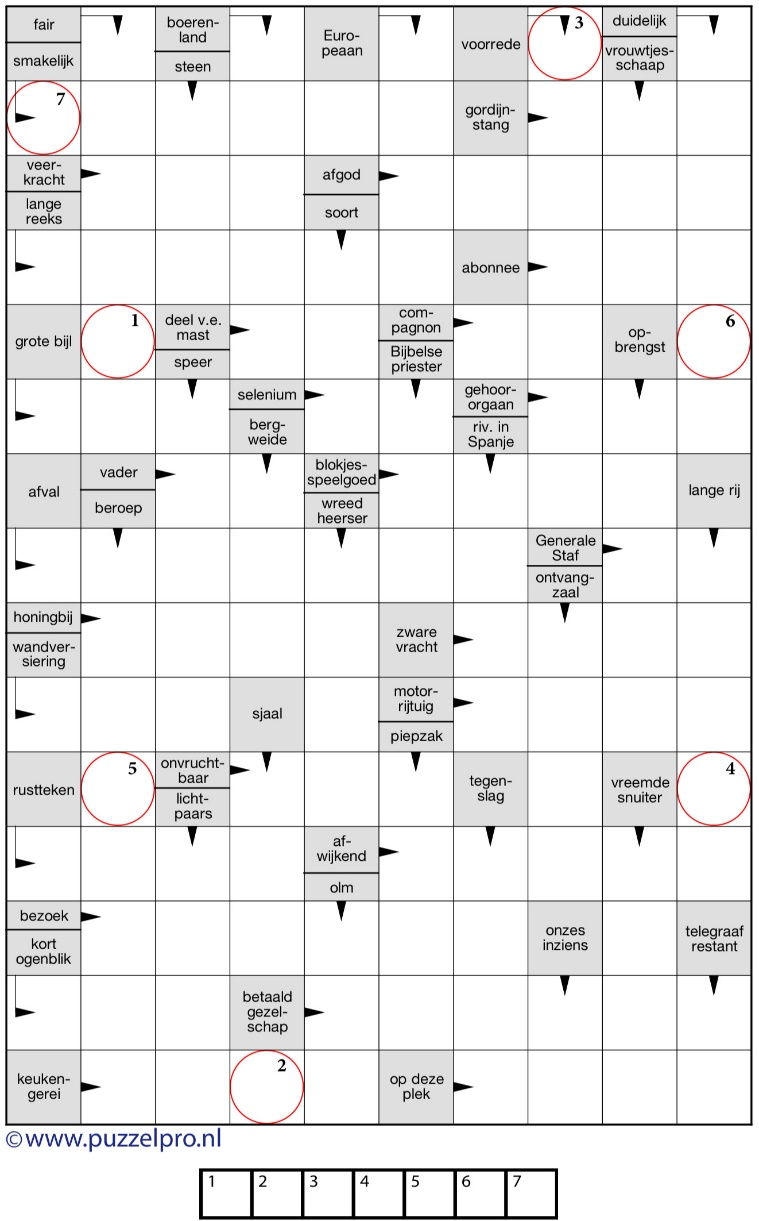 fair
smakelijk
boeren-
land
steen
Euro-
peaan
voorrede
3
duidelijk
vrouwtjes-
schaap
7
gordijn-
stang
veer-
kracht
lange
reeks
afgod
soort
abonnee
grote bijl
1
deel v.e.
mast
speer
com-
pagnon
Bijbelse
priester
op-
brengst
6
selenium
berg-
weide
gehoor-
orgaan
riv. in
Spanje
afval
vader
beroep
blokjes-
speelgoed
wreed
heerser
lange rij
Generale
Staf
ontvang-
zaal
honingbij
wandver-
siering
zware
vracht
sjaal
motor-
rijtuig
piepzak
rustteken
5
onvrucht-
baar
licht-
paars
tegen-
slag
vreemde
snuiter
4
af-
wijkend
olm
bezoek
kort
ogenblik
onzes
inziens
telegraaf
restant
betaald
gezel-
schap
keuken-
gerei
2
op deze
plek
©www.puzzelpro.nl
1 2 3 4 5 6 7